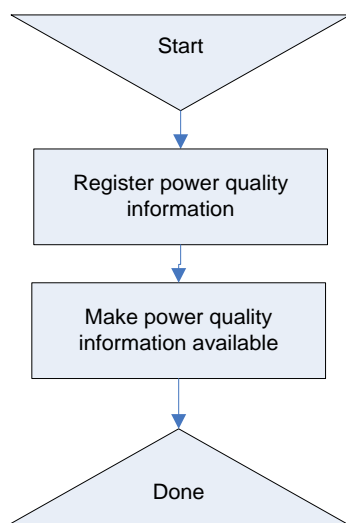 Start
Register power quality
information
Make power quality
information available
Done